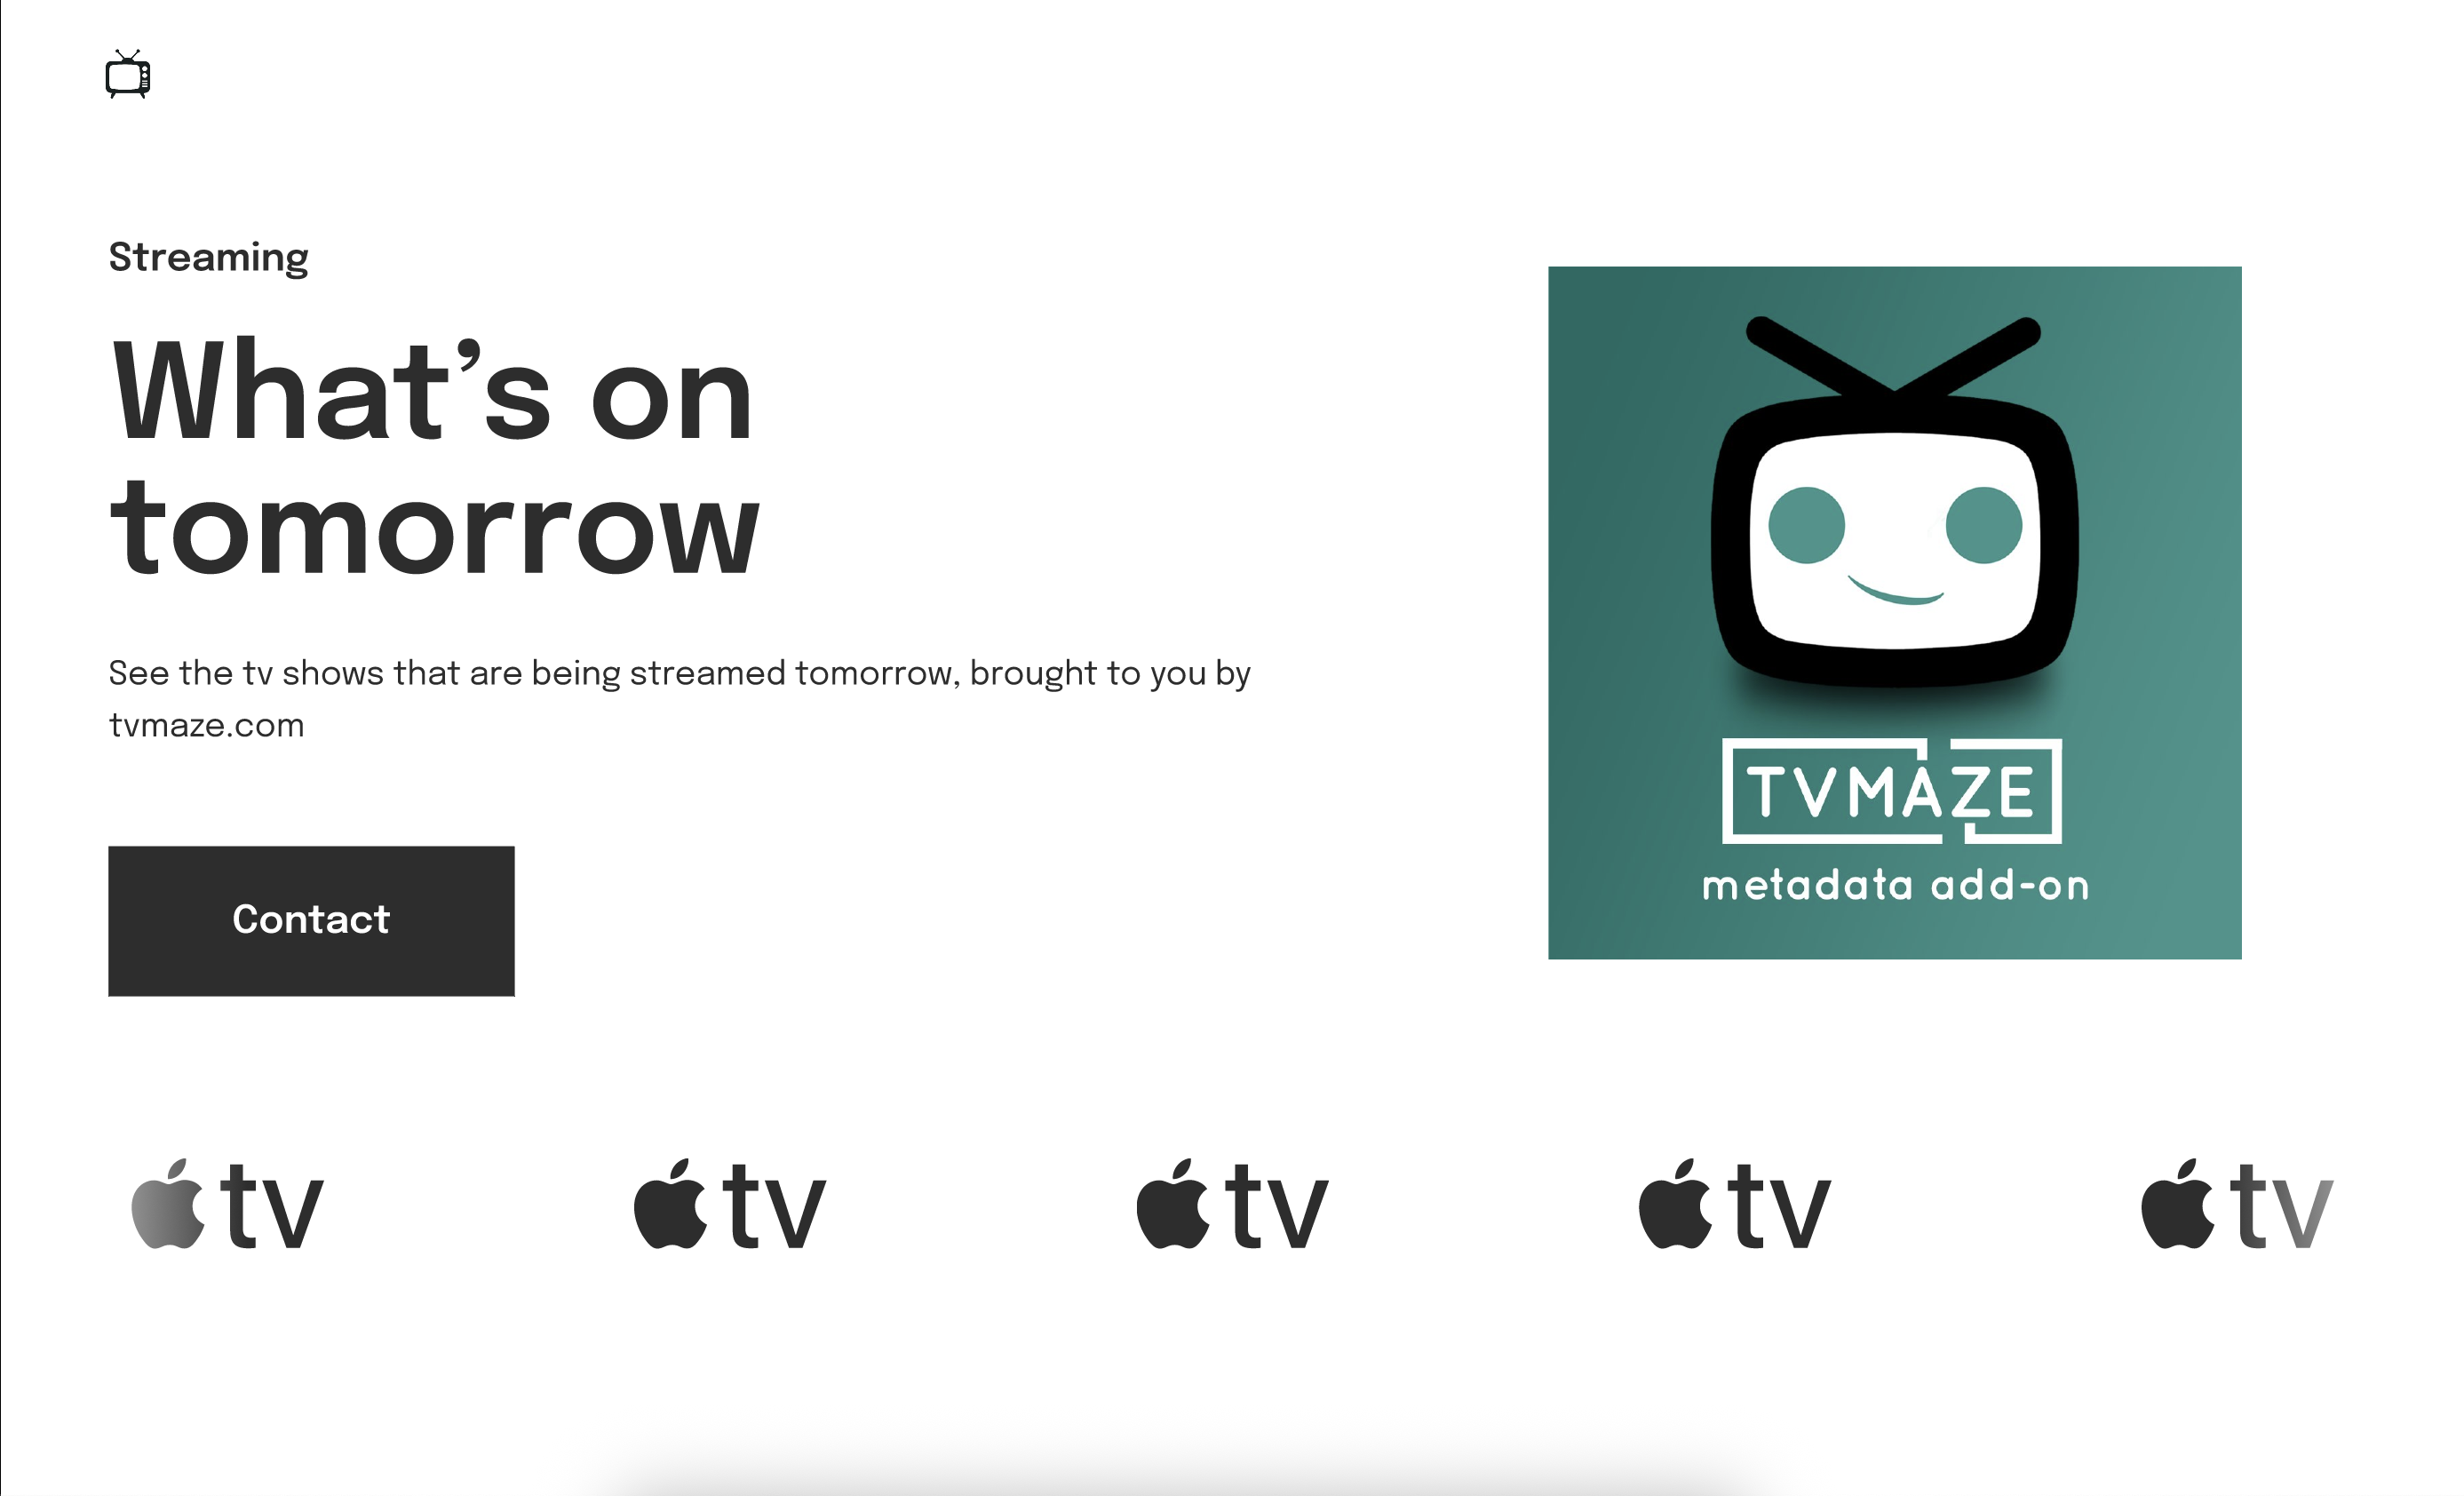 Streaming
What’s on
tomorrow
See the tv shows that are being streamed tomorrow, brought to you by
tvmaze.com
Contact
TVMAZE
metadata add-on
tv
tv
tv
tv
tv